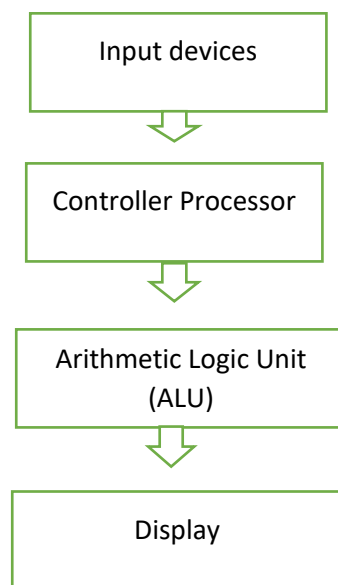 Input devices
Controller Processor
Arithmetic Logic Unit
(ALU)
Display